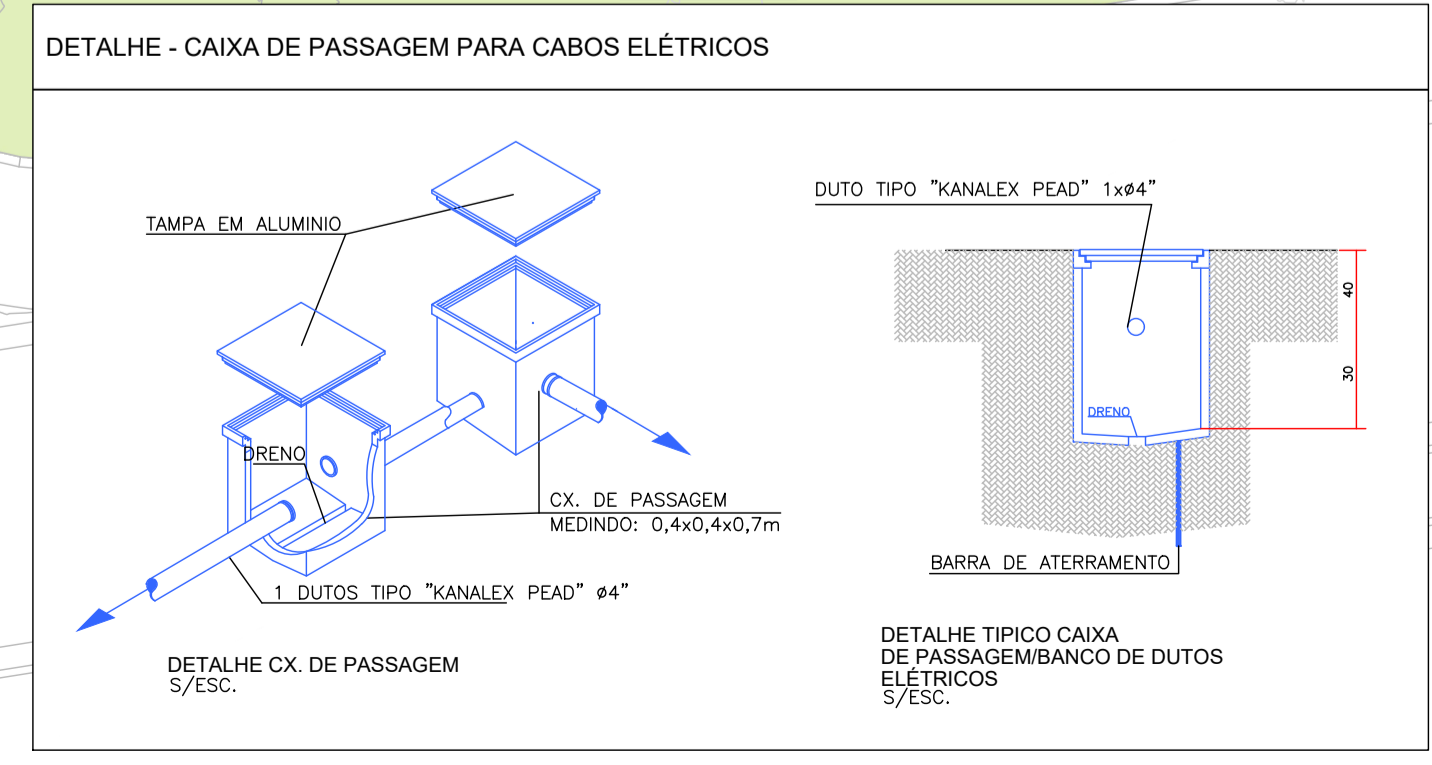 DETALHE - CAIXA DE PASSAGEM PARA CABOS ELÉTRICOS
TAMPA EM ALUMINIO
DRENO
CX. DE PASSAGEM
MEDINDO: 0,4x0,4x0,7m
1 DUTOS TIPO "KANALEX PEAD" ø4"
DETALHE CX. DE PASSAGEM
S/ESC.
DUTO TIPO "KANALEX PEAD" 1xø4"
40
30
DRENO
BARRA DE ATERRAMENTO
DETALHE TIPICO CAIXA
DE PASSAGEM/BANCO DE DUTOS
ELÉTRICOS
S/ESC.